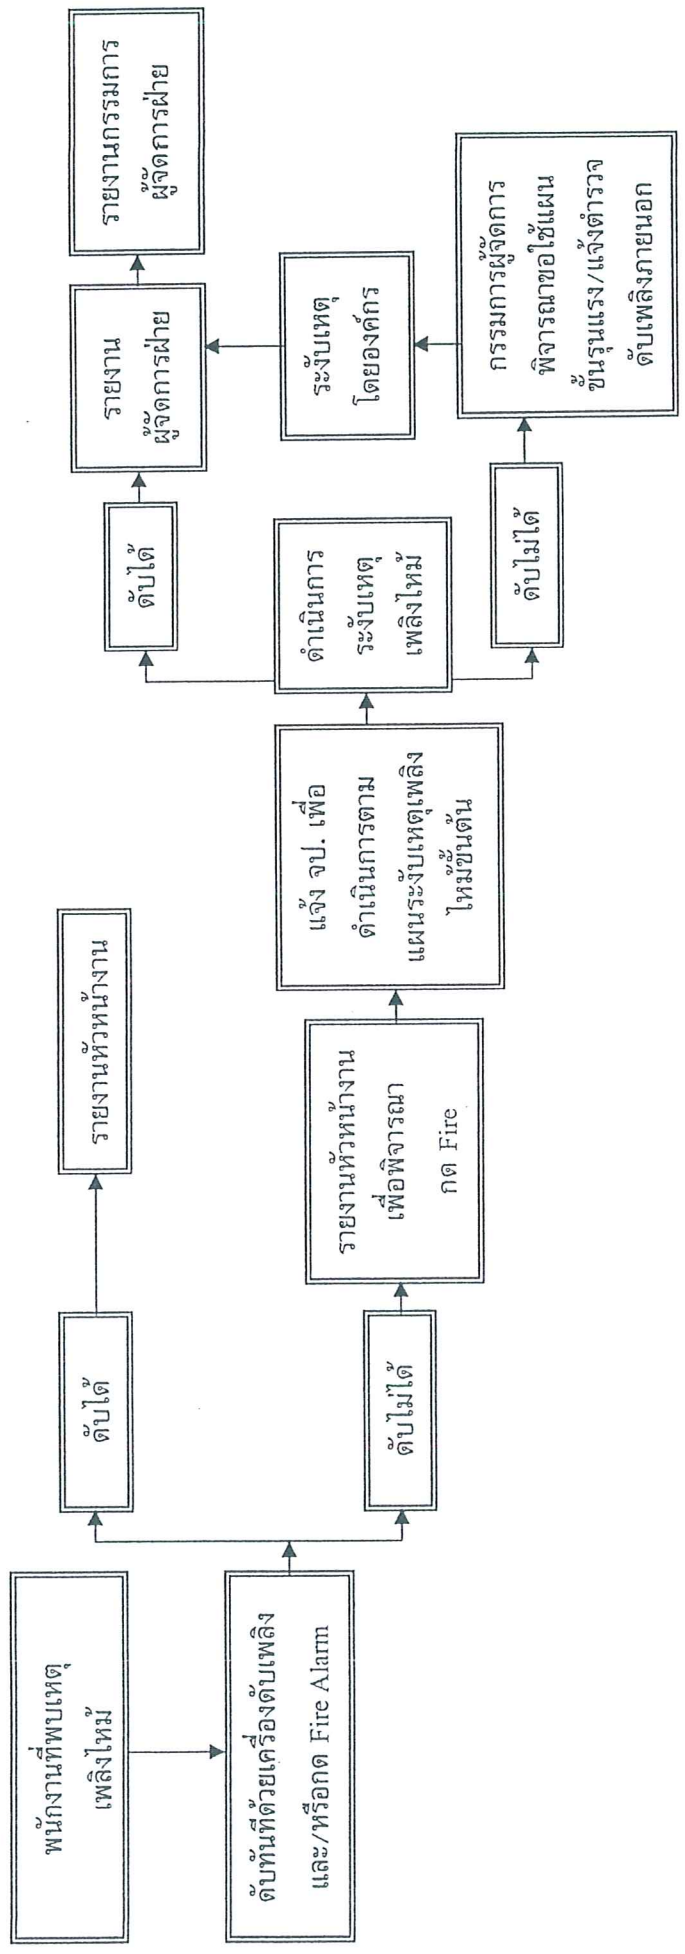 พนักงานที่พบเหตุ
เพลิงไหม้
ดับทันทีด้วยเครื่องดับเพลิง
และ/หรือกด Fire Alarm
ดับได้
รายงานหัวหน้างาน
ดับไม่ได้
รายงานหัวหน้างาน
เพื่อพิจารณา
กด Fire
แจ้ง จป. เพื่อ
ดำเนินการตาม
แผนระงับเหตุเพลิง
ไหม้ขั้นต้น
ดำเนินการ
ระงับเหตุ
เพลิงไหม้
ดับได้
รายงาน
ผู้จัดการฝ่าย
รายงานกรรมการ
ผู้จัดการฝ่าย
ดับไม่ได้
กรรมการผู้จัดการ
พิจารณาขอใช้แผน
ขั้นรุนแรง/แจ้งตำรวจ
ดับเพลิงภายนอก
ระงับเหตุ
โดยองค์กร